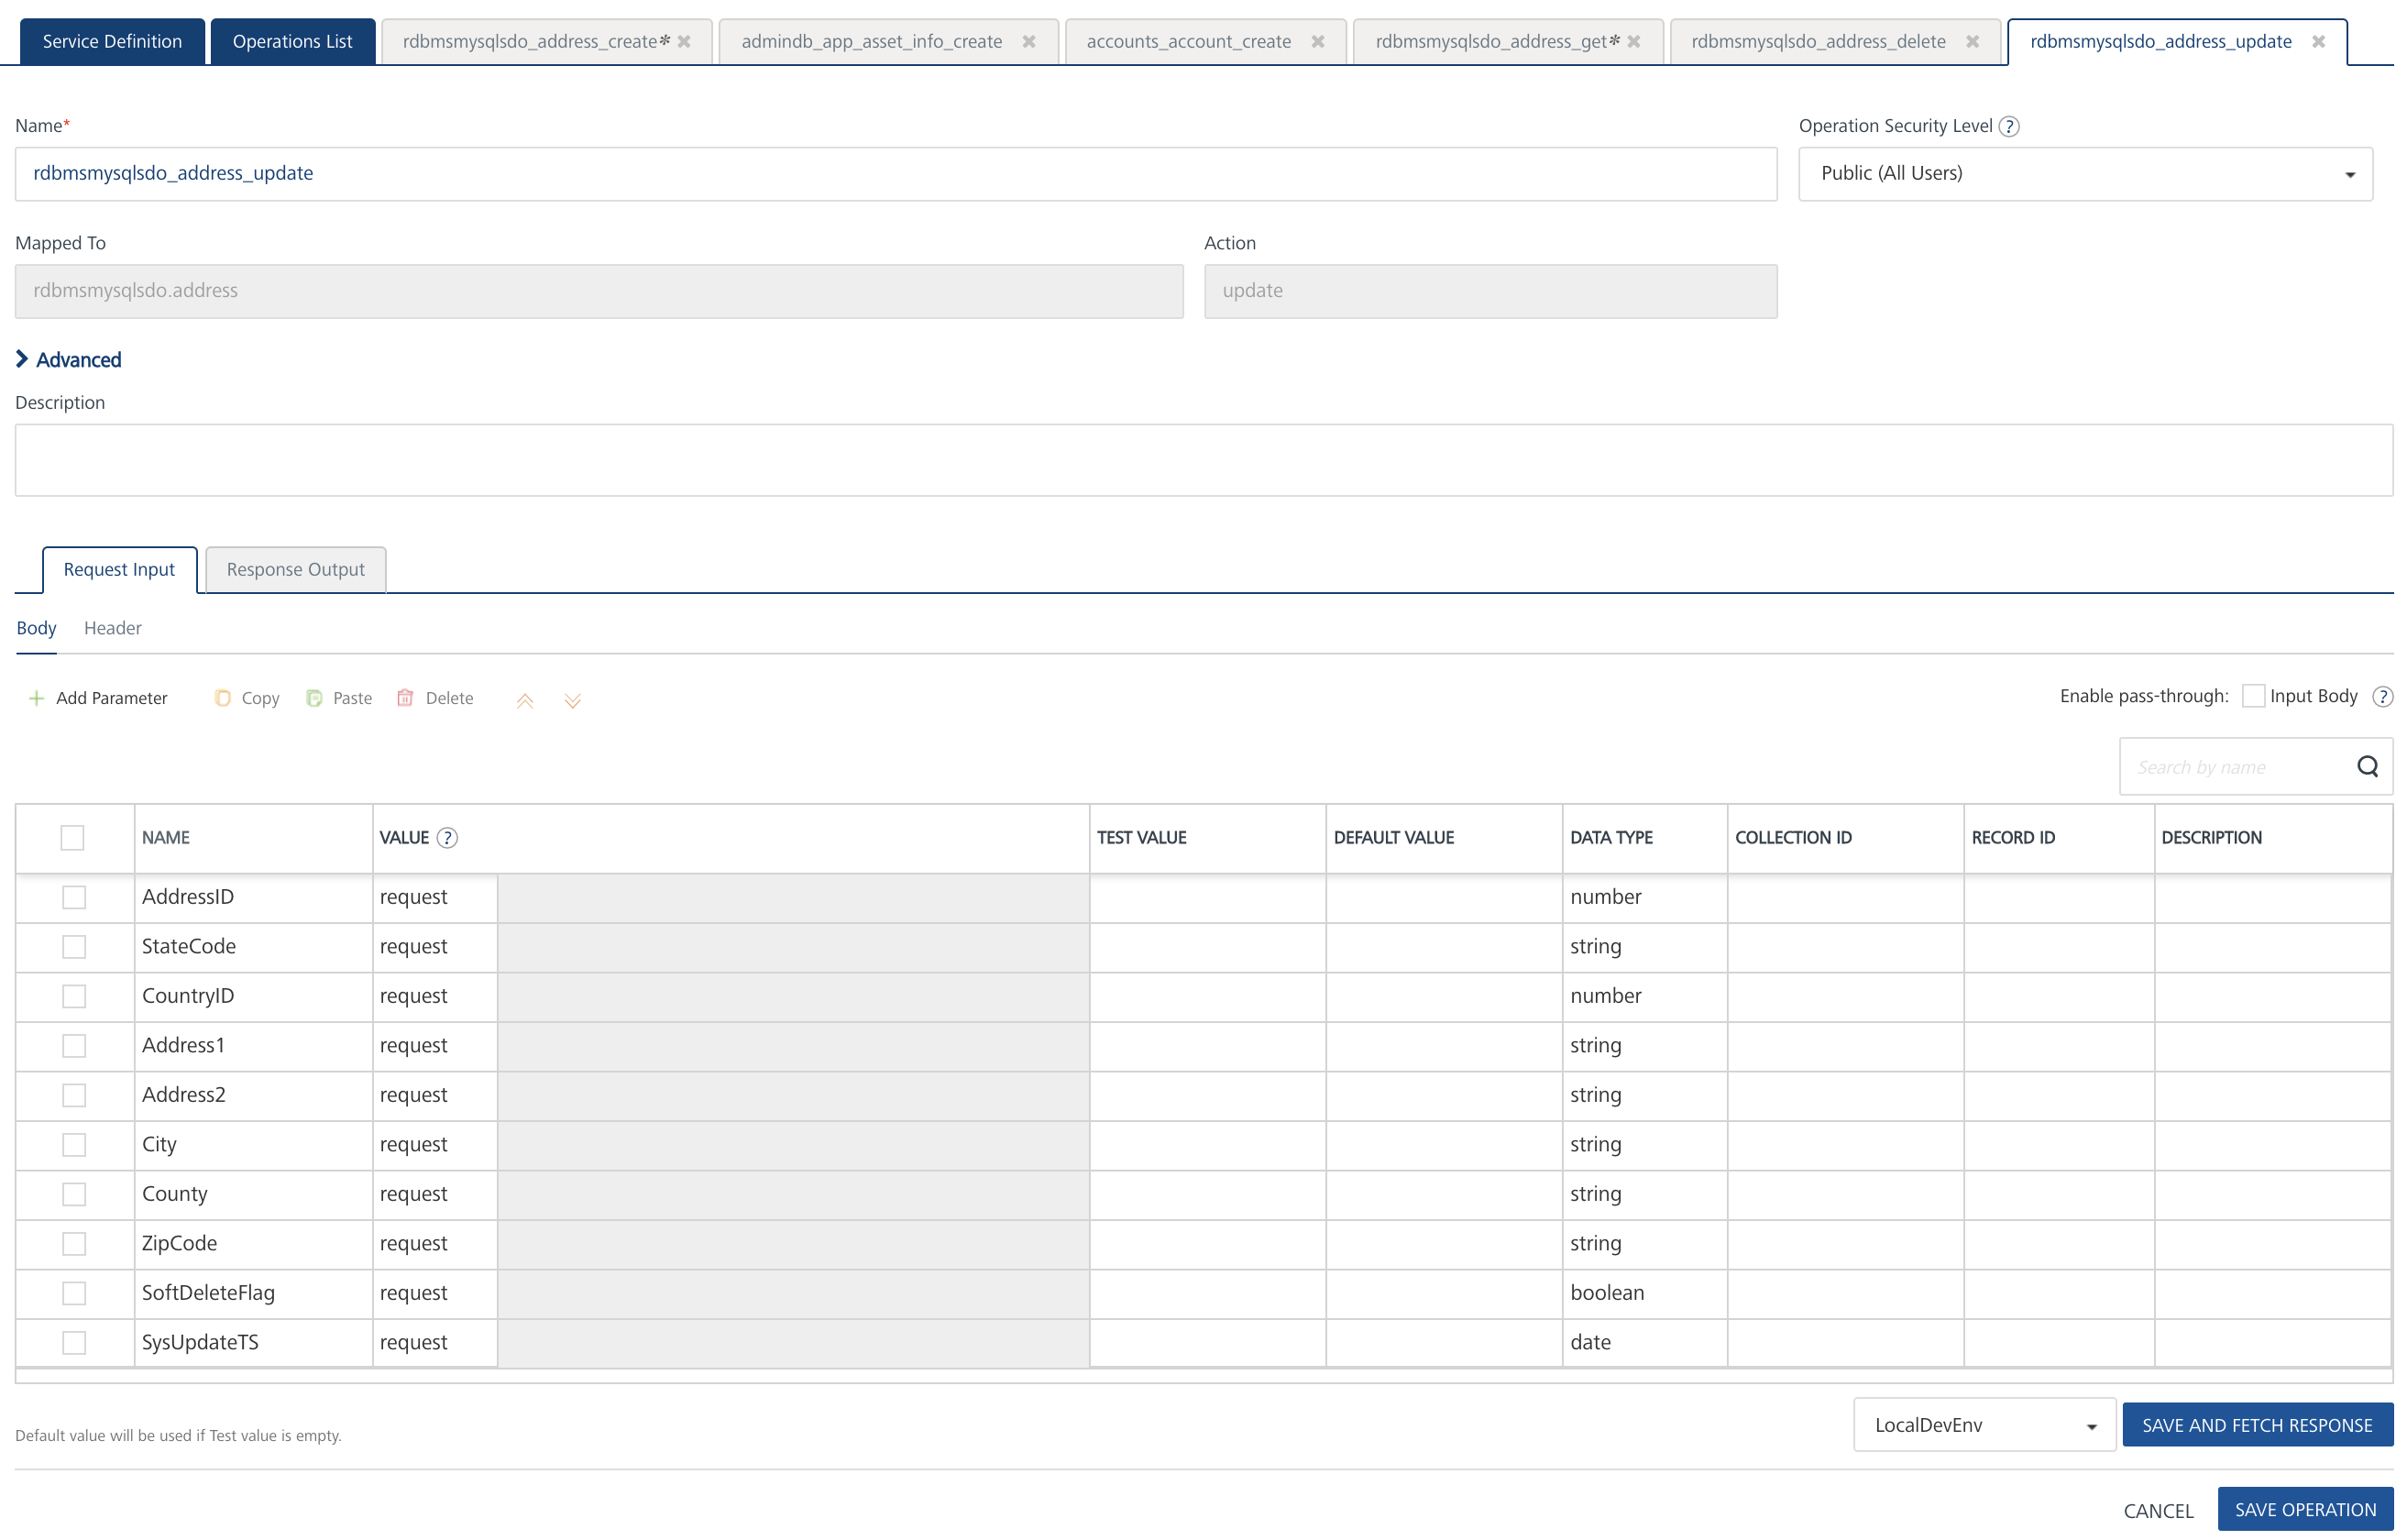 Service Definition Operations List rdbmsmysqlsdo_address_create* admindb_app_asset_info_create accounts_account_create rdbmsmysqlsdo_address_get* rdbmsmysqlsdo_address_delete rdbmsmysqlsdo_address_update
Name* Operation Security Level ?
rdbmsmysqlsdo_address_update Public (All Users)
Mapped To Action
rdbmsmysqlsdo.address update
Advanced
Description
Request Input Response Output
Body Header
Add Parameter Copy Paste Delete Enable pass-through: Input Body ?
Search by name
NAME VALUE ? TEST VALUE DEFAULT VALUE DATA TYPE COLLECTION ID RECORD ID DESCRIPTION
AddressID request number
StateCode request string
CountryID request number
Address1 request string
Address2 request string
City request string
County request string
ZipCode request string
SoftDeleteFlag request boolean
SysUpdateTS request date
Default value will be used if Test value is empty. LocalDevEnv SAVE AND FETCH RESPONSE
CANCEL SAVE OPERATION